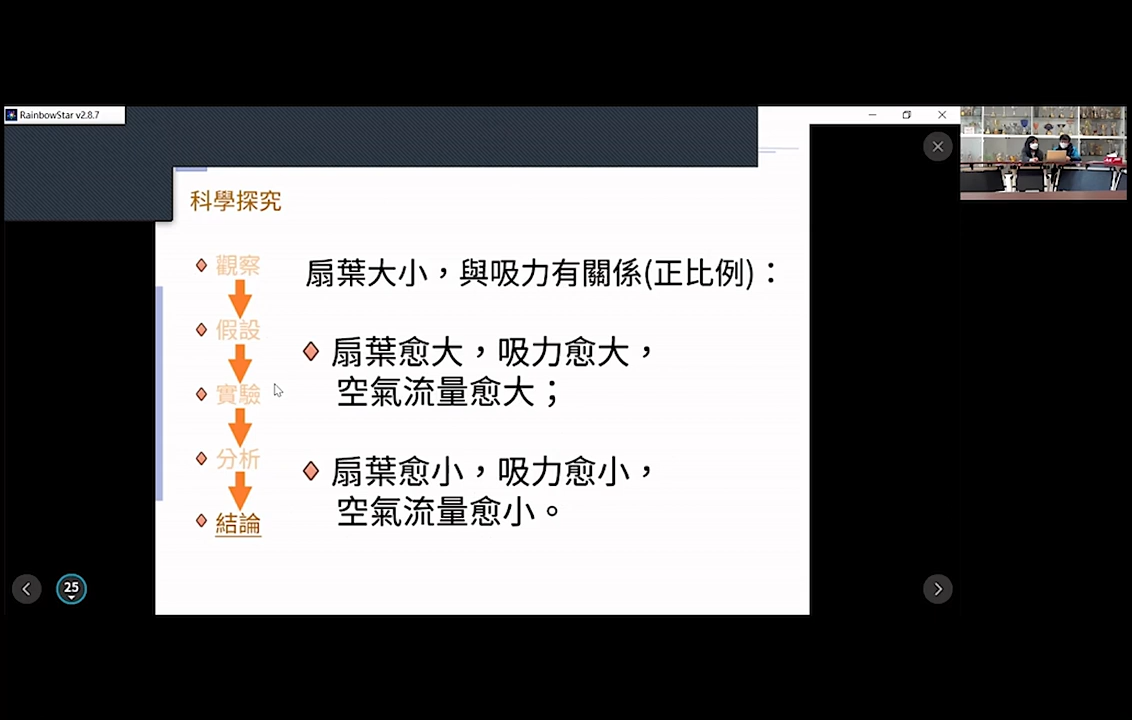 RainbowStar v2.8.7
科學探究
觀察
假設
實驗
分析
結論
扇葉大小，與吸力有關係(正比例)：
扇葉愈大，吸力愈大，
空氣流量愈大；
扇葉愈小，吸力愈小，
空氣流量愈小。
25